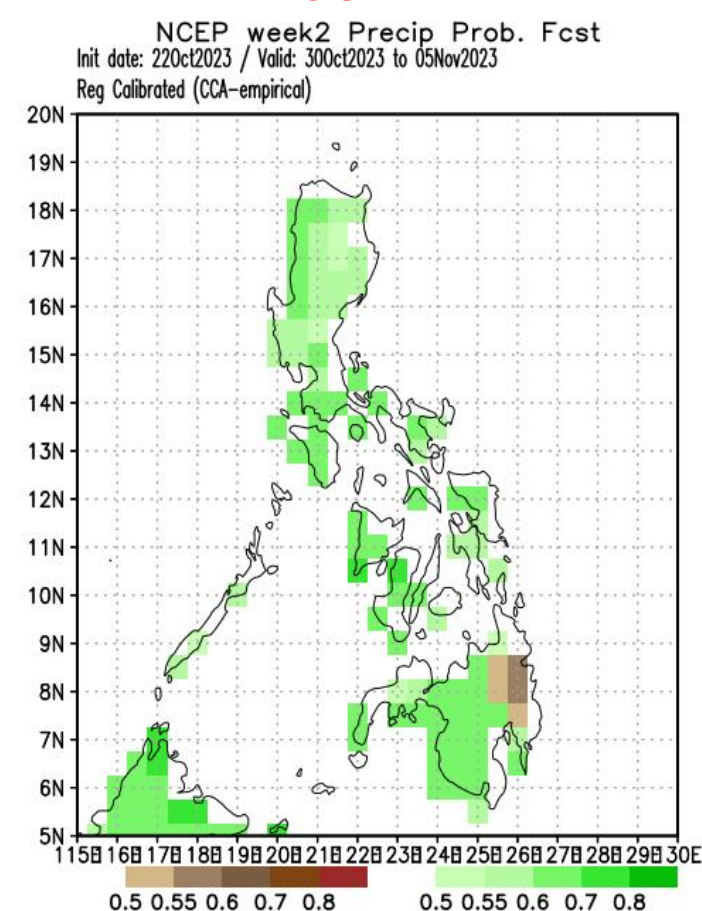 NCEP week2 Precip Prob. Fcst
Init date: 22Oct2023 / Valid: 30Oct2023 to 05Nov2023
Reg Calibrated (CCA-empirical)
20N
19N
18N
17N
16N
15N
14N
13N
12N
11N
10N
9N
8N
7N
6N
5N
115E 116E 117E 118E 119E 120E 121E 122E 123E 124E 125E 126E 127E 128E 129E 130E
0.5 0.55 0.6 0.7 0.8 0.5 0.55 0.6 0.7 0.8